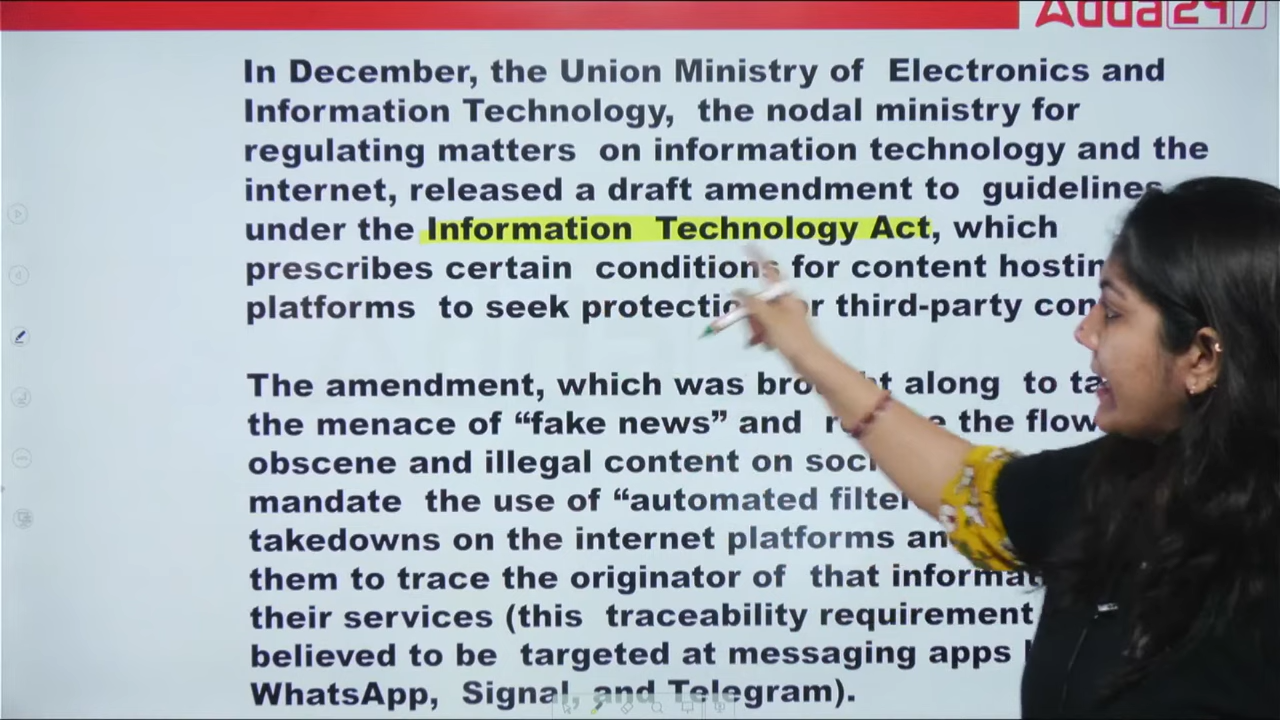 Adda247
In December, the Union Ministry of Electronics and
Information Technology, the nodal ministry for
regulating matters on information technology and the
internet, released a draft amendment to guidelines
under the Information Technology Act, which
prescribes certain conditions for content hostin
platforms to seek protectio r third-party con
The amendment, which was bro t along to ta
the menace of “fake news” and r e the flow
obscene and illegal content on soci
mandate the use of “automated filter
takedowns on the internet platforms an
them to trace the originator of that informat
their services (this traceability requirement
believed to be targeted at messaging apps
WhatsApp, Signal, and Telegram).